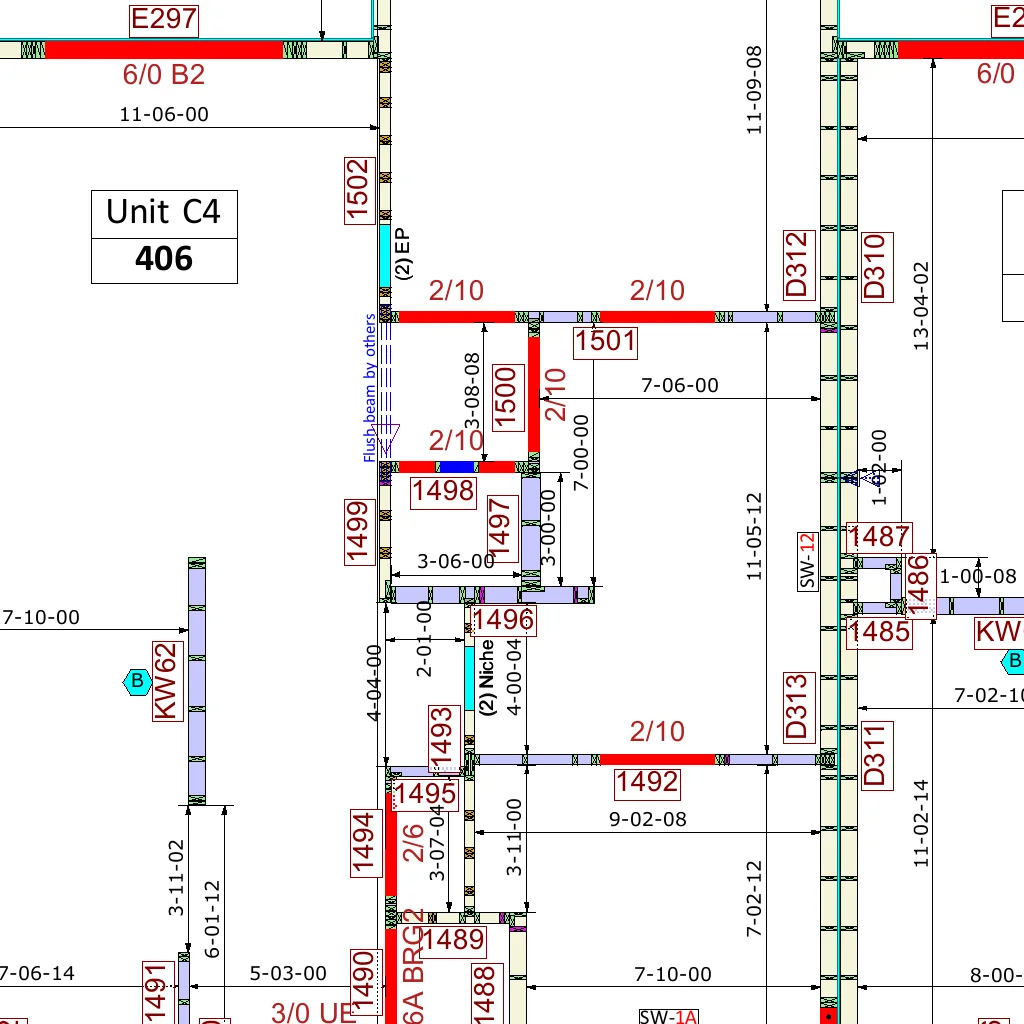 E297
E2
6/0 B2
6/0
11-06-00
11-09-08
1502
Unit C4
406
(2) EP
D312
D310
13-04-02
2/10
2/10
1501
Flush beam by others
3-08-08
1500
2/10
7-06-00
7-00-00
2/10
1498
1499
1497
3-00-00
3-06-00
11-05-12
SW-12
1-02-00
1487
1486
1-00-08
1485
KW
1496
7-10-00
KW62
B
B
2-01-00
4-04-00
(2) Niche
4-00-04
1493
2/10
D313
D311
7-02-10
1492
1495
9-02-08
1494
2/6
3-07-04
3-11-00
11-02-14
7-02-12
3-11-02
6-01-12
1489
6A BRG2
1490
1488
1491
7-06-14
5-03-00
7-10-00
8-00-
3/0 UE
SW-1A